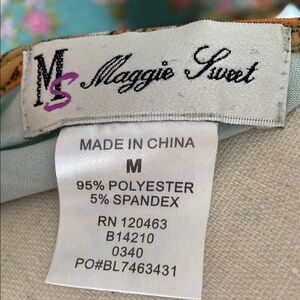 MS Maggie Sweet
MADE IN CHINA
M
95% POLYESTER
5% SPANDEX
RN 120463
B14210
0340
PO#BL7463431